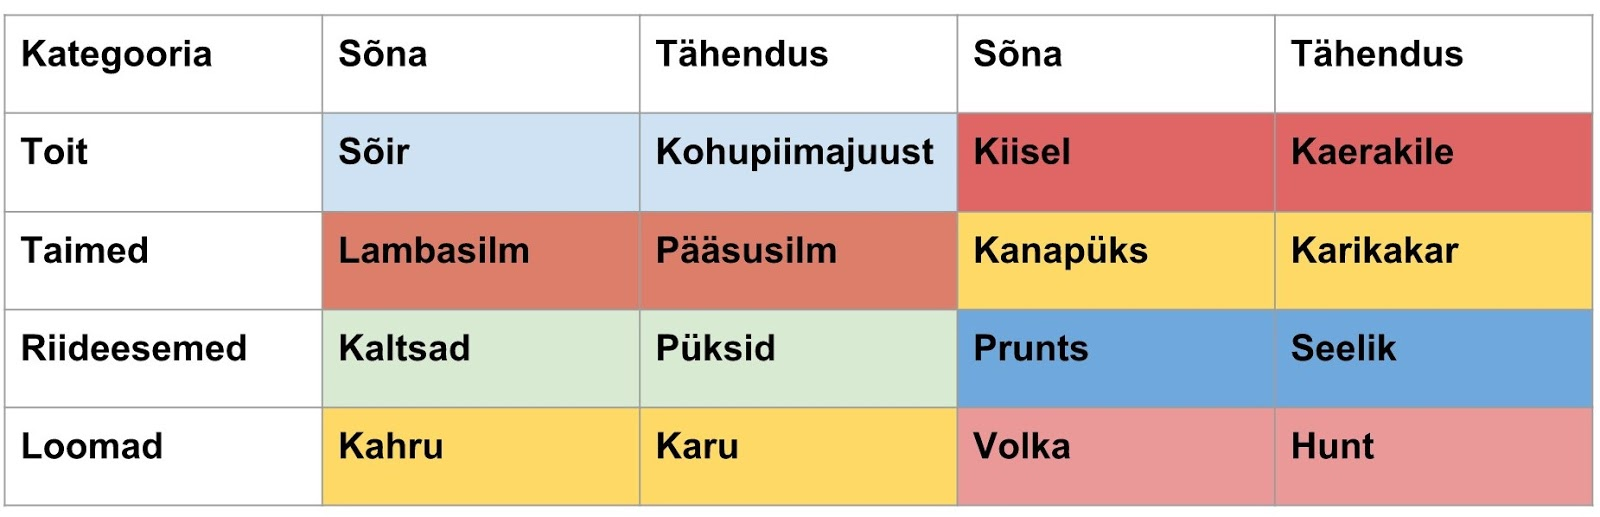 Kategooria Sõna Tähendus Sõna Tähendus
Toit Sõir Kohupiimajuust Kiisel Kaerakile
Taimed Lambasilm Pääsusilm Kanapüks Karikakar
Riideesemed Kaltsad Püksid Prunts Seelik
Loomad Kahru Karu Volka Hunt